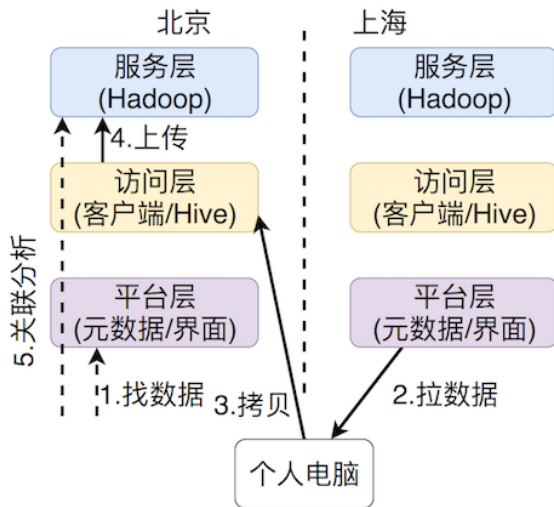 北京
上海
服务层
(Hadoop)
服务层
(Hadoop)
4.上传
访问层
(客户端/Hive)
访问层
(客户端/Hive)
5.关联分析
平台层
(元数据/界面)
平台层
(元数据/界面)
1.找数据
3.拷贝
2.拉数据
个人电脑